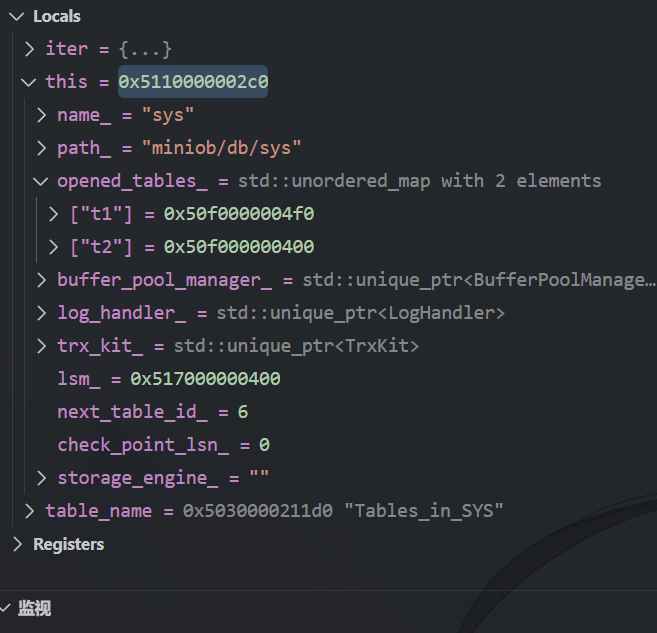 Locals
iter = {...}
this = 0x5110000002c0
name_ = "sys"
path_ = "miniob/db/sys"
opened_tables_ = std::unordered_map with 2 elements
["t1"] = 0x50f0000004f0
["t2"] = 0x50f000000400
buffer_pool_manager_ = std::unique_ptr<BufferPoolManage…
log_handler_ = std::unique_ptr<LogHandler>
trx_kit_ = std::unique_ptr<TrxKit>
lsm_ = 0x517000000400
next_table_id_ = 6
check_point_lsn_ = 0
storage_engine_ = ""
table_name = 0x5030000211d0 "Tables_in_SYS"
Registers
监视